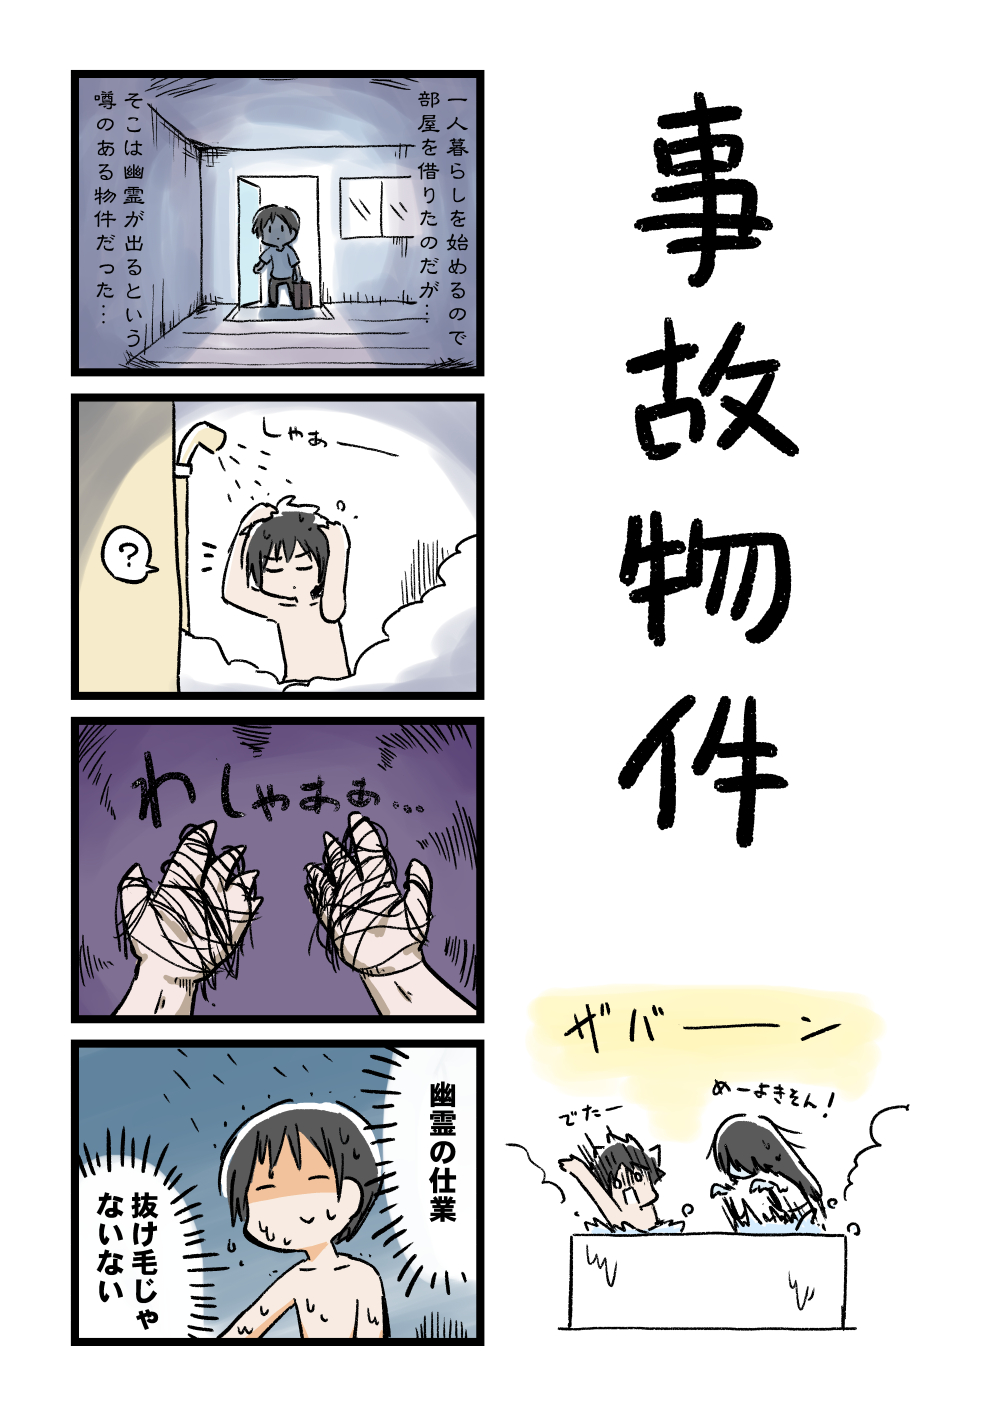 事故物件
一人暮らしを始めるので
部屋を借りたのだが…
そこは幽霊が出るという
噂のある物件だった…
しゃあー
?
わしゃあぁ…
幽霊の仕業
抜け毛じゃ
ないない
ザバーン
めーよきそん!
でたー